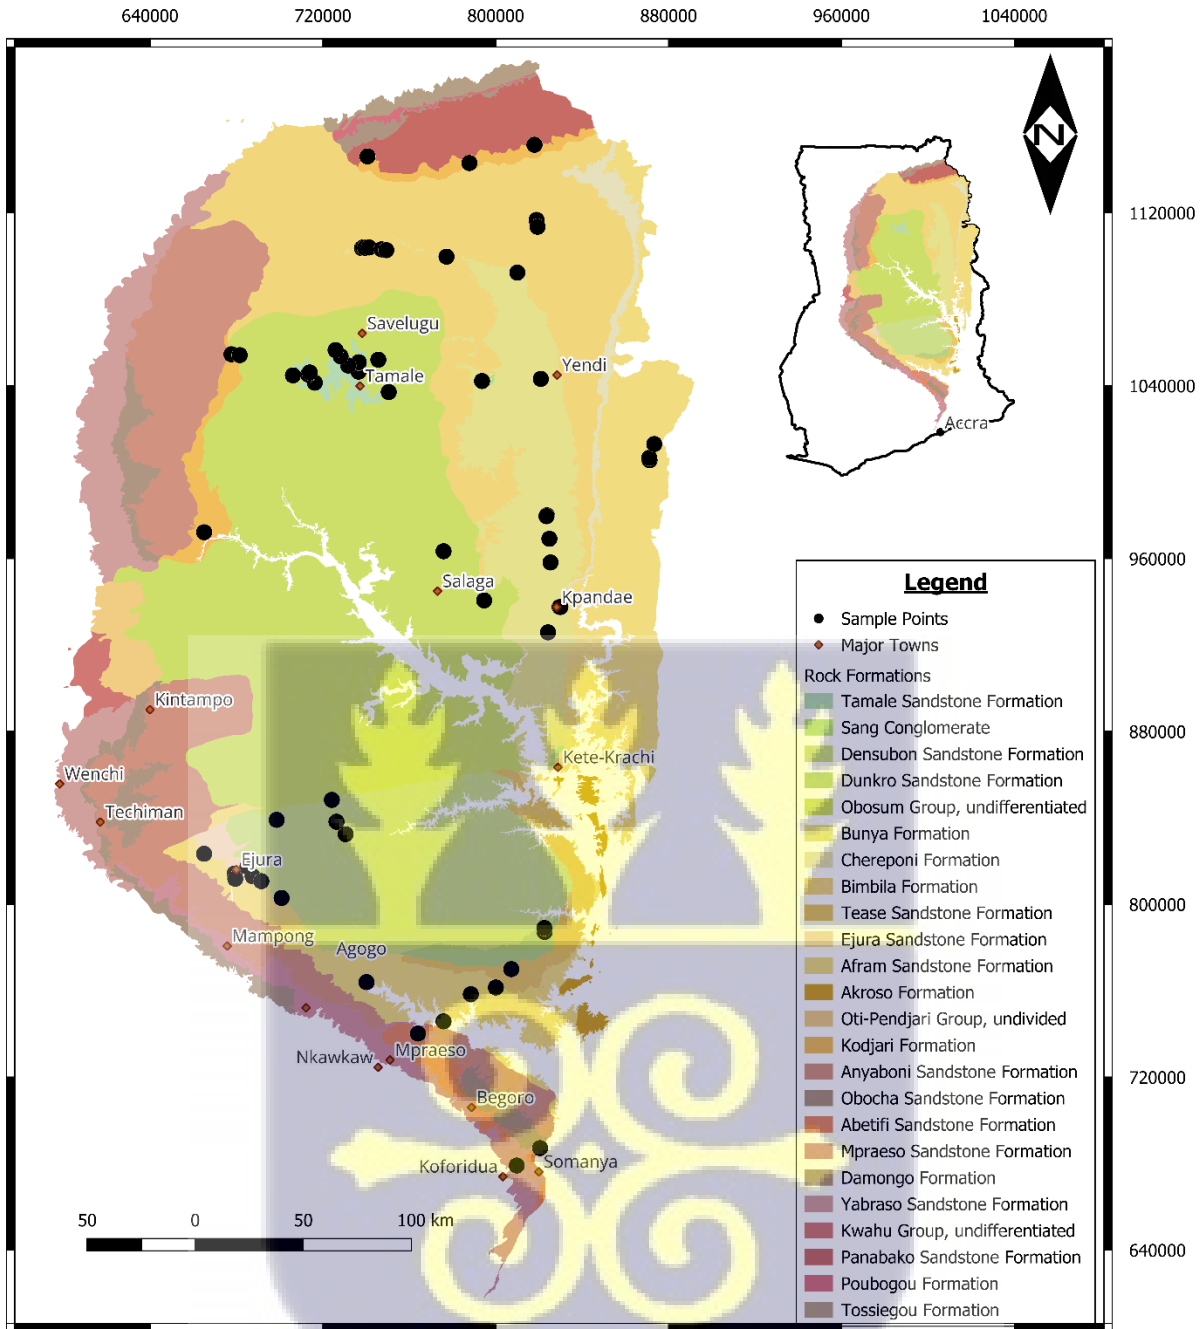 640000 720000 800000 880000 960000 1040000
N
1120000
1040000
960000
880000
800000
720000
640000
Savelugu
Tamale
Yendi
Accra
Salaga
Kpandae
Kintampo
Wenchi
Techiman
Kete-Krachi
Ejura
Mampong
Agogo
Nkawkaw
Mpraeso
Begoro
Koforidua
Somanya
50 0 50 100 km
Legend
Sample Points
Major Towns
Rock Formations
Tamale Sandstone Formation
Sang Conglomerate
Densubon Sandstone Formation
Dunkro Sandstone Formation
Obosum Group, undifferentiated
Bunya Formation
Chereponi Formation
Bimbila Formation
Tease Sandstone Formation
Ejura Sandstone Formation
Afram Sandstone Formation
Akroso Formation
Oti-Pendjari Group, undivided
Kodjari Formation
Anyaboni Sandstone Formation
Obocha Sandstone Formation
Abetifi Sandstone Formation
Mpraeso Sandstone Formation
Damongo Formation
Yabraso Sandstone Formation
Kwahu Group, undifferentiated
Panabako Sandstone Formation
Poubogou Formation
Tossiegou Formation